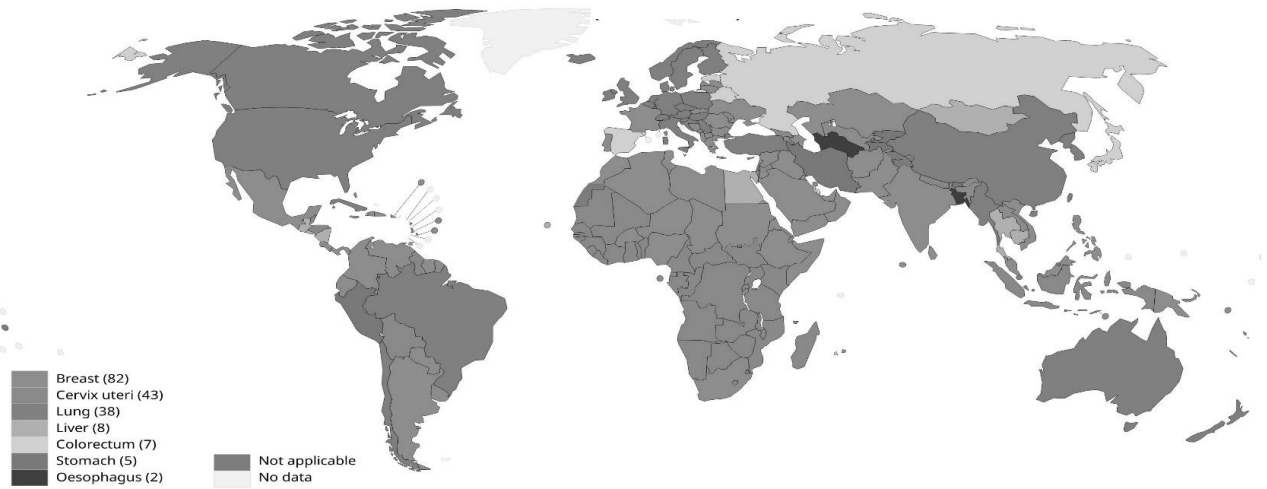 Breast (82)
Cervix uteri (43)
Lung (38)
Liver (8)
Colorectum (7)
Stomach (5)
Oesophagus (2)
Not applicable
No data